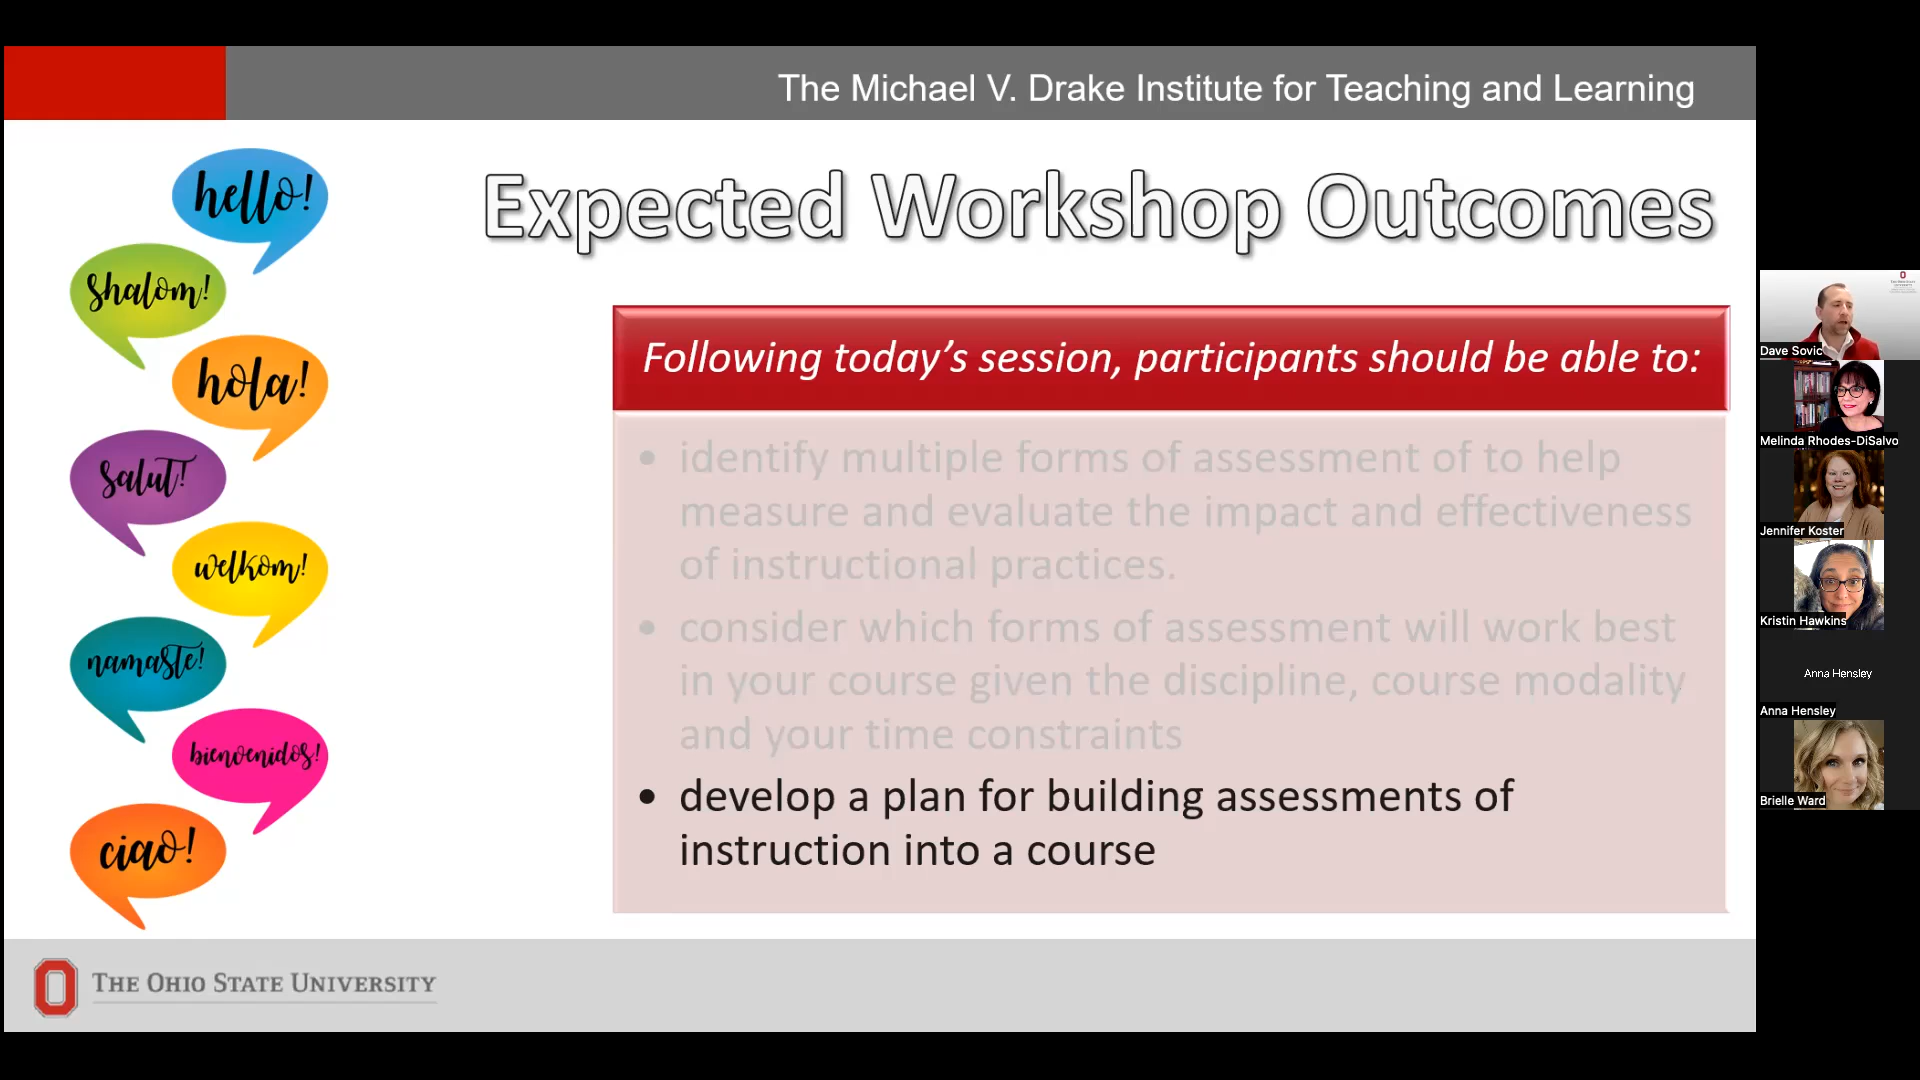 The Michael V. Drake Institute for Teaching and Learning
hello!
shalom!
hola!
salut!
welkom!
namaste!
bienvenidos!
ciao!
Expected Workshop Outcomes
Following today's session, participants should be able to:
• identify multiple forms of assessment of to help
measure and evaluate the impact and effectiveness
of instructional practices.
• consider which forms of assessment will work best
in your course given the discipline, course modality
and your time constraints
• develop a plan for building assessments of
instruction into a course
THE OHIO STATE UNIVERSITY
Dave Sovic
Melinda Rhodes-DiSalvo
Jennifer Koster
Kristin Hawkins
Anna Hensley
Anna Hensley
Brielle Ward